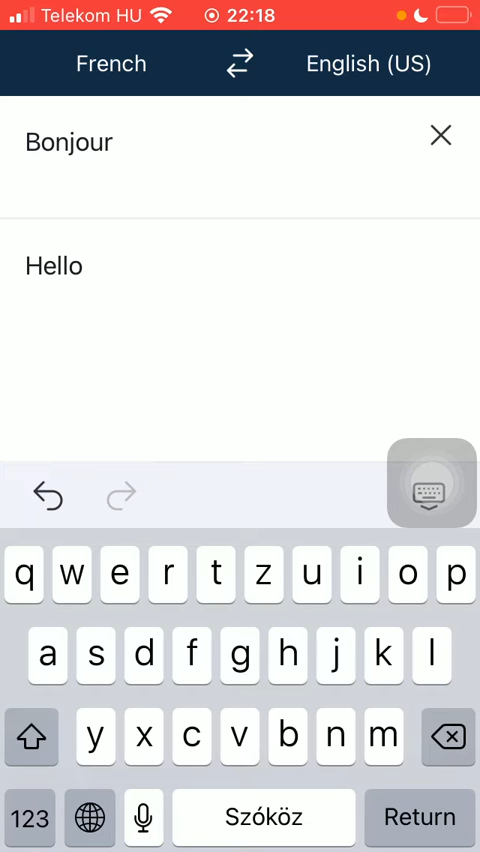 Telekom HU 22:18
French English (US)
Bonjour
Hello
q w e r t z u i o p
a s d f g h j k l
y x c v b n m
123 Szóköz Return